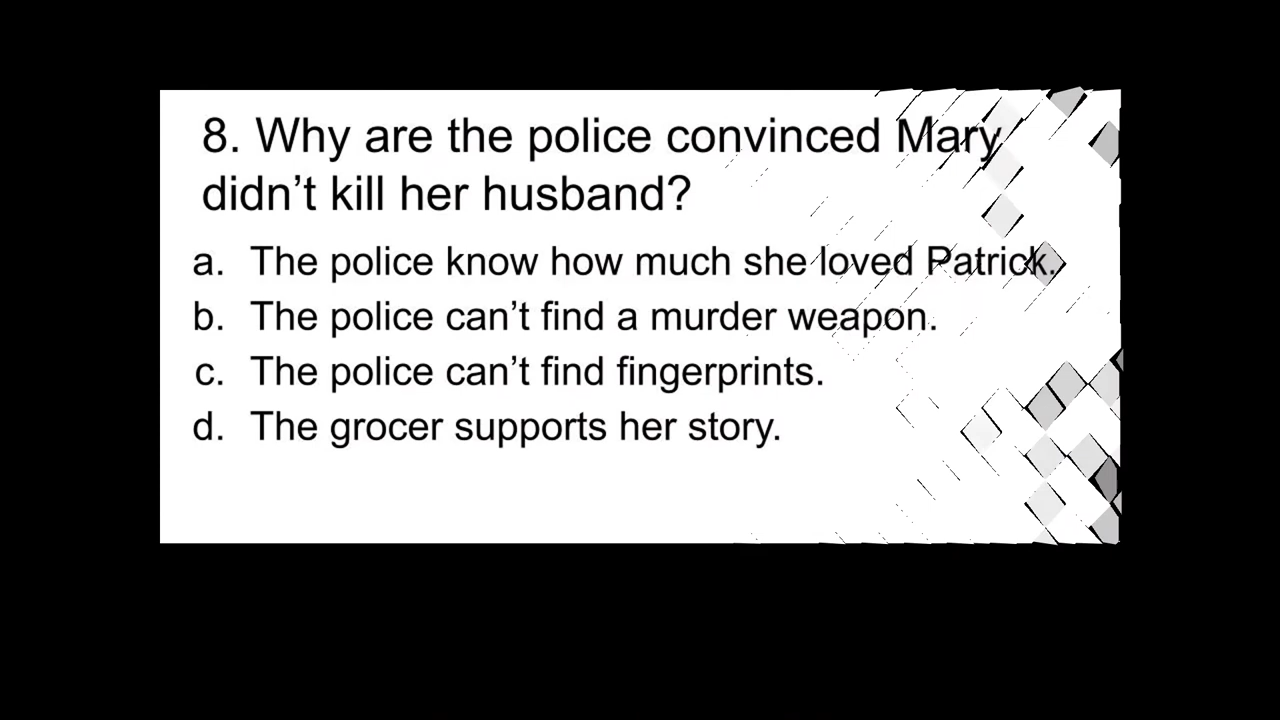 8. Why are the police convinced Mary
didn’t kill her husband?
a. The police know how much she loved Patrick.
b. The police can’t find a murder weapon.
c. The police can’t find fingerprints.
d. The grocer supports her story.